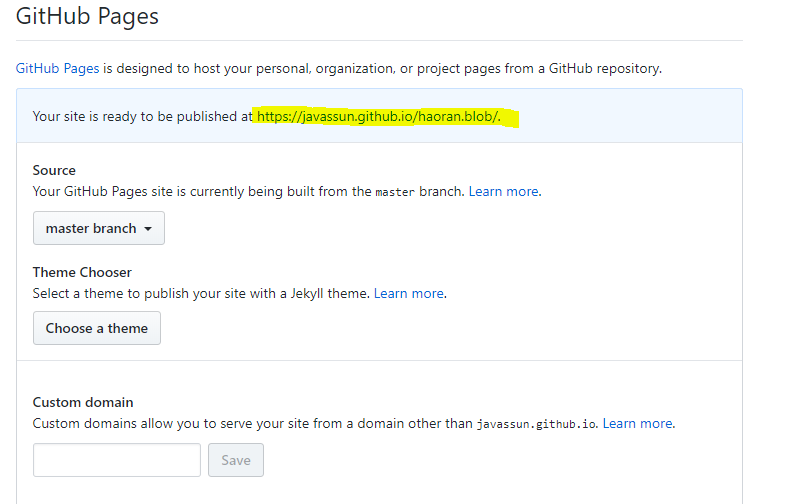 GitHub Pages
GitHub Pages is designed to host your personal, organization, or project pages from a GitHub repository.
Your site is ready to be published at https://javassun.github.io/haoran.blob/.
Source
Your GitHub Pages site is currently being built from the master branch. Learn more.
master branch
Theme Chooser
Select a theme to publish your site with a Jekyll theme. Learn more.
Choose a theme
Custom domain
Custom domains allow you to serve your site from a domain other than javassun.github.io. Learn more.
Save